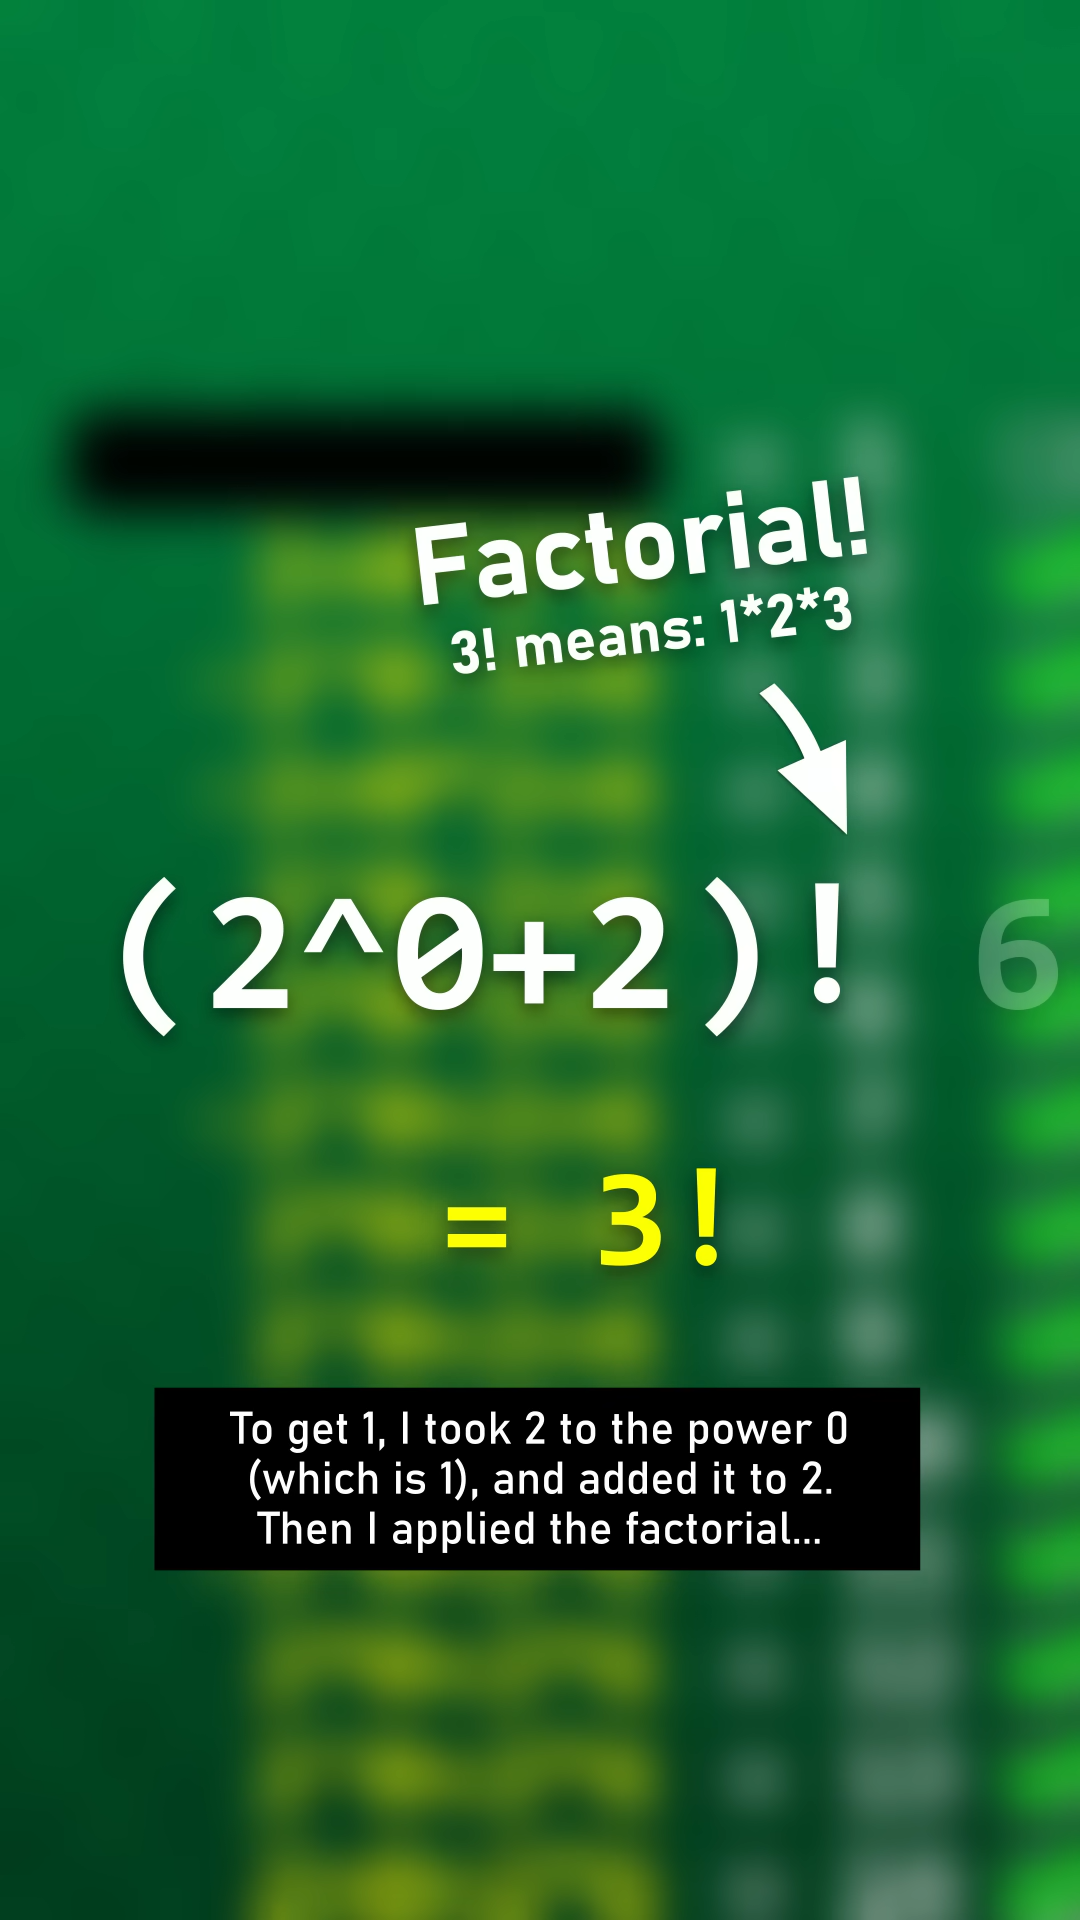 Factorial!
3! means: 1*2*3
(2^0+2)! 6
= 3!
To get 1, I took 2 to the power 0
(which is 1), and added it to 2.
Then I applied the factorial...